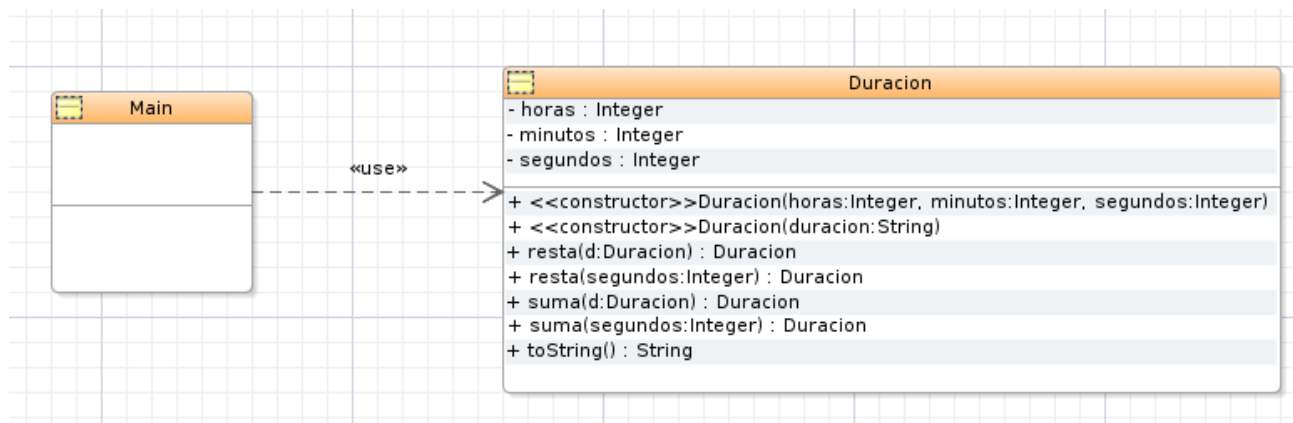 Main
«use»
Duracion
- horas : Integer
- minutos : Integer
- segundos : Integer
+ <<constructor>>Duracion(horas:Integer, minutos:Integer, segundos:Integer)
+ <<constructor>>Duracion(duracion:String)
+ resta(d:Duracion) : Duracion
+ resta(segundos:Integer) : Duracion
+ suma(d:Duracion) : Duracion
+ suma(segundos:Integer) : Duracion
+ toString() : String